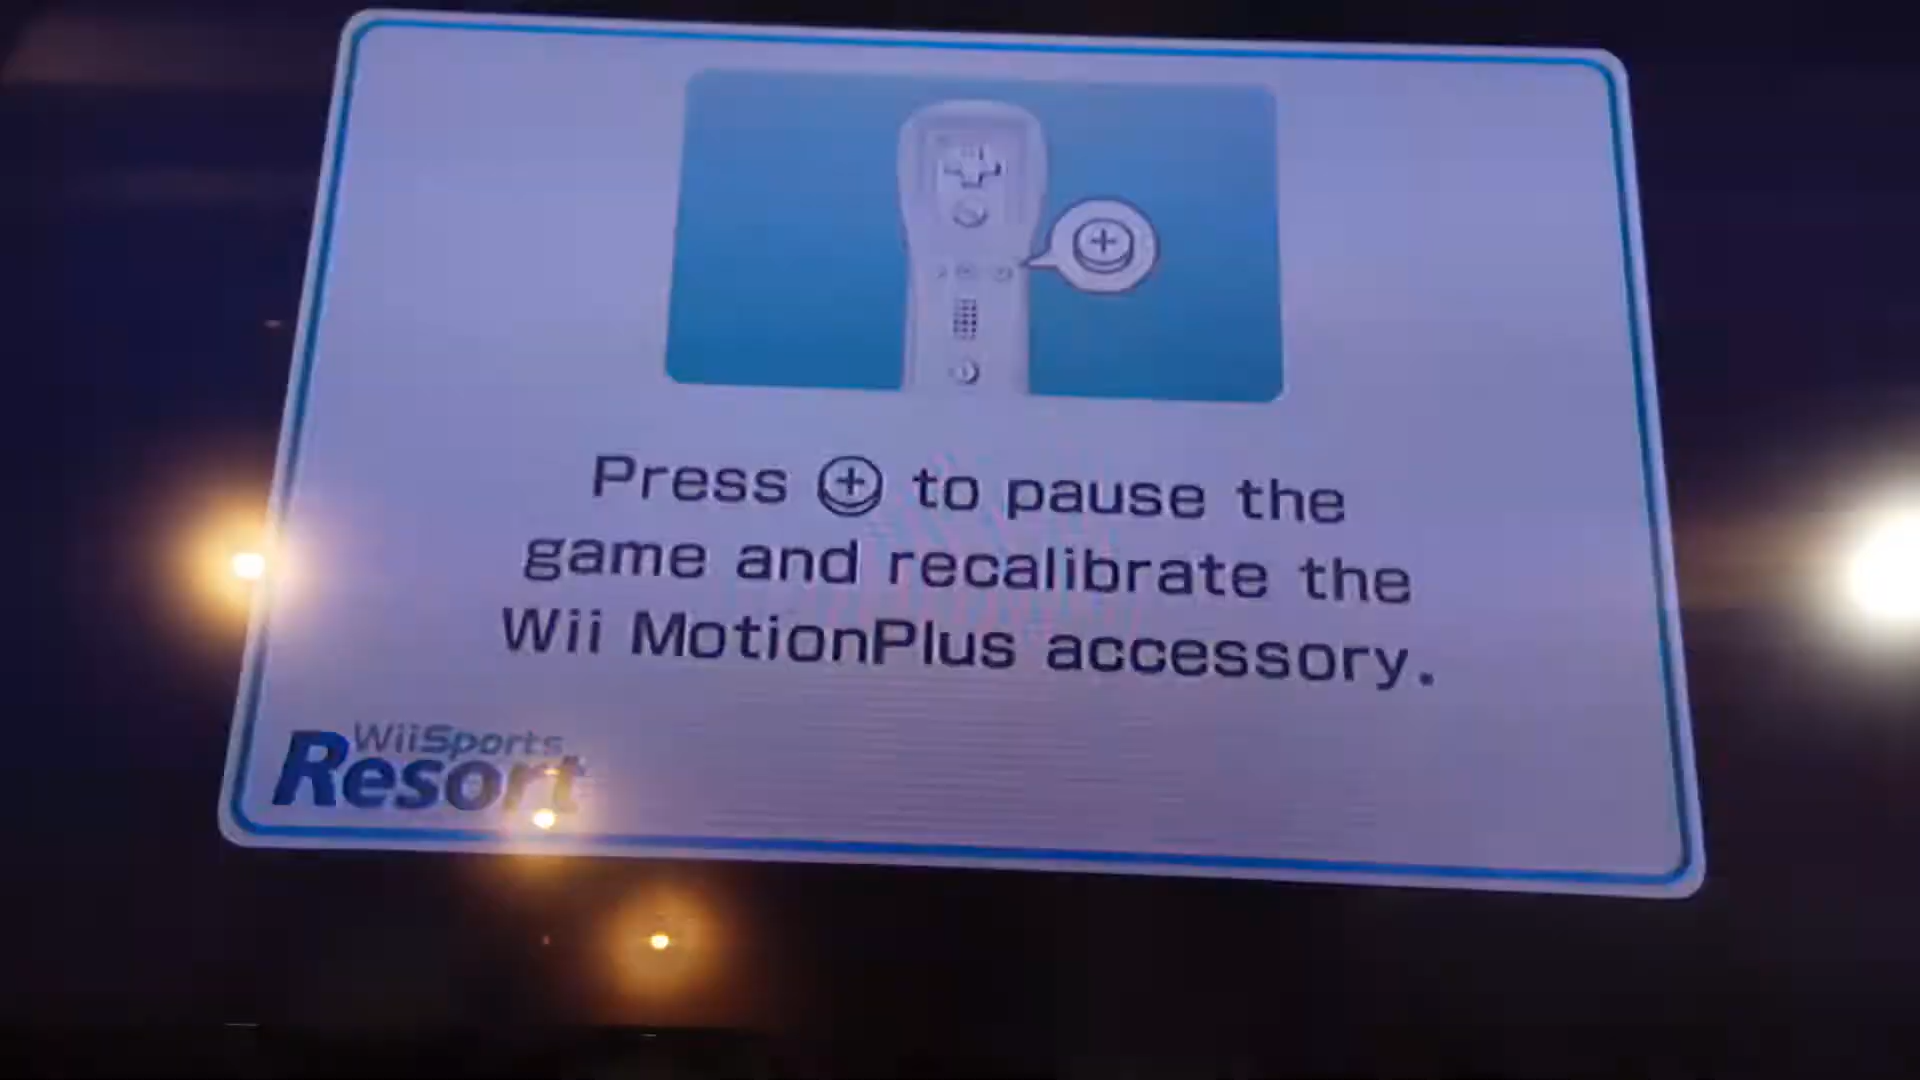 Press ⊕ to pause the
game and recalibrate the
Wii MotionPlus accessory.
WiiSports
Resort